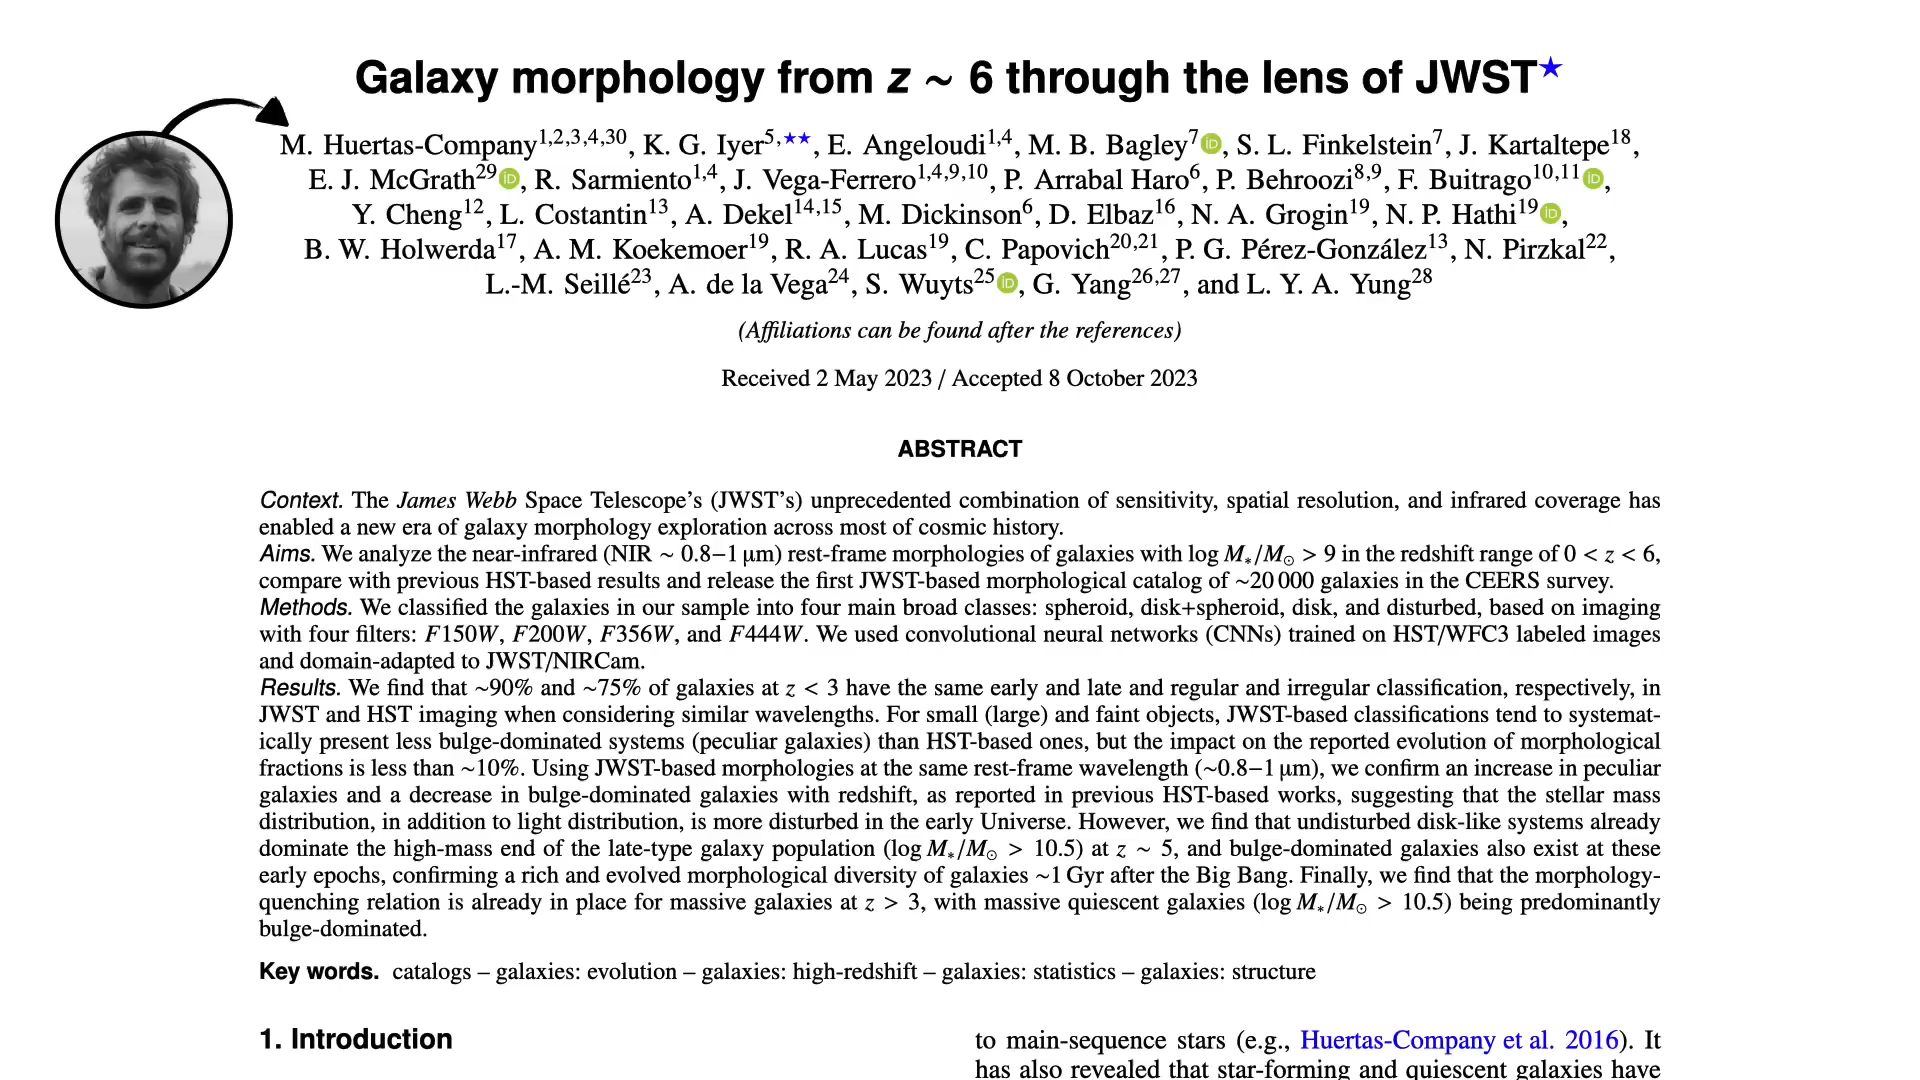 Galaxy morphology from z ~ 6 through the lens of JWST★
M. Huertas-Company1,2,3,4,30, K. G. Iyer5,★★, E. Angeloudi1,4, M. B. Bagley7 iD, S. L. Finkelstein7, J. Kartaltepe18,
E. J. McGrath29 iD, R. Sarmiento1,4, J. Vega-Ferrero1,4,9,10, P. Arrabal Haro6, P. Behroozi8,9, F. Buitrago10,11 iD,
Y. Cheng12, L. Costantin13, A. Dekel14,15, M. Dickinson6, D. Elbaz16, N. A. Grogin19, N. P. Hathi19 iD,
B. W. Holwerda17, A. M. Koekemoer19, R. A. Lucas19, C. Papovich20,21, P. G. Pérez-González13, N. Pirzkal22,
L.-M. Seillé23, A. de la Vega24, S. Wuyts25 iD, G. Yang26,27, and L. Y. A. Yung28
(Affiliations can be found after the references)
Received 2 May 2023 / Accepted 8 October 2023
ABSTRACT
Context. The James Webb Space Telescope's (JWST's) unprecedented combination of sensitivity, spatial resolution, and infrared coverage has
enabled a new era of galaxy morphology exploration across most of cosmic history.
Aims. We analyze the near-infrared (NIR ~ 0.8−1 μm) rest-frame morphologies of galaxies with log M*/M⊙ > 9 in the redshift range of 0 < z < 6,
compare with previous HST-based results and release the first JWST-based morphological catalog of ~20 000 galaxies in the CEERS survey.
Methods. We classified the galaxies in our sample into four main broad classes: spheroid, disk+spheroid, disk, and disturbed, based on imaging
with four filters: F150W, F200W, F356W, and F444W. We used convolutional neural networks (CNNs) trained on HST/WFC3 labeled images
and domain-adapted to JWST/NIRCam.
Results. We find that ~90% and ~75% of galaxies at z < 3 have the same early and late and regular and irregular classification, respectively, in
JWST and HST imaging when considering similar wavelengths. For small (large) and faint objects, JWST-based classifications tend to systemat-
ically present less bulge-dominated systems (peculiar galaxies) than HST-based ones, but the impact on the reported evolution of morphological
fractions is less than ~10%. Using JWST-based morphologies at the same rest-frame wavelength (~0.8−1 μm), we confirm an increase in peculiar
galaxies and a decrease in bulge-dominated galaxies with redshift, as reported in previous HST-based works, suggesting that the stellar mass
distribution, in addition to light distribution, is more disturbed in the early Universe. However, we find that undisturbed disk-like systems already
dominate the high-mass end of the late-type galaxy population (log M*/M⊙ > 10.5) at z ~ 5, and bulge-dominated galaxies also exist at these
early epochs, confirming a rich and evolved morphological diversity of galaxies ~1 Gyr after the Big Bang. Finally, we find that the morphology-
quenching relation is already in place for massive galaxies at z > 3, with massive quiescent galaxies (log M*/M⊙ > 10.5) being predominantly
bulge-dominated.
Key words. catalogs – galaxies: evolution – galaxies: high-redshift – galaxies: statistics – galaxies: structure
1. Introduction
to main-sequence stars (e.g., Huertas-Company et al. 2016). It
has also revealed that star-forming and quiescent galaxies have